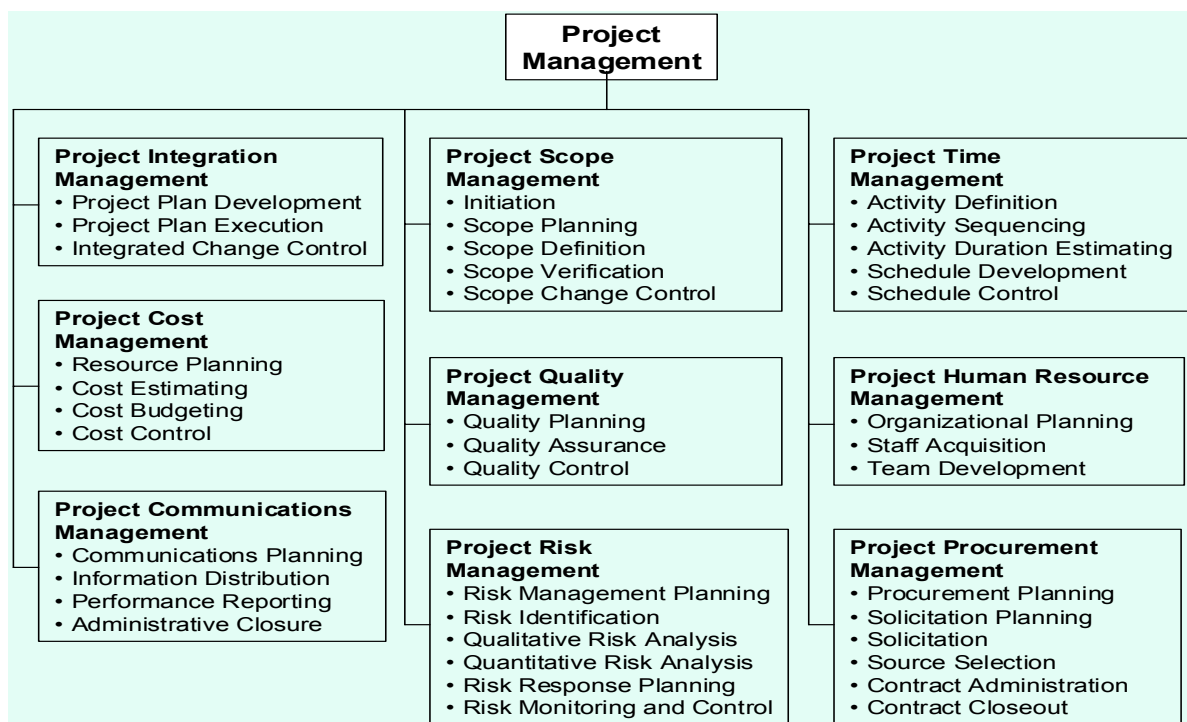 Project
Management
Project Integration
Management
• Project Plan Development
• Project Plan Execution
• Integrated Change Control
Project Scope
Management
• Initiation
• Scope Planning
• Scope Definition
• Scope Verification
• Scope Change Control
Project Time
Management
• Activity Definition
• Activity Sequencing
• Activity Duration Estimating
• Schedule Development
• Schedule Control
Project Cost
Management
• Resource Planning
• Cost Estimating
• Cost Budgeting
• Cost Control
Project Quality
Management
• Quality Planning
• Quality Assurance
• Quality Control
Project Human Resource
Management
• Organizational Planning
• Staff Acquisition
• Team Development
Project Communications
Management
• Communications Planning
• Information Distribution
• Performance Reporting
• Administrative Closure
Project Risk
Management
• Risk Management Planning
• Risk Identification
• Qualitative Risk Analysis
• Quantitative Risk Analysis
• Risk Response Planning
• Risk Monitoring and Control
Project Procurement
Management
• Procurement Planning
• Solicitation Planning
• Solicitation
• Source Selection
• Contract Administration
• Contract Closeout